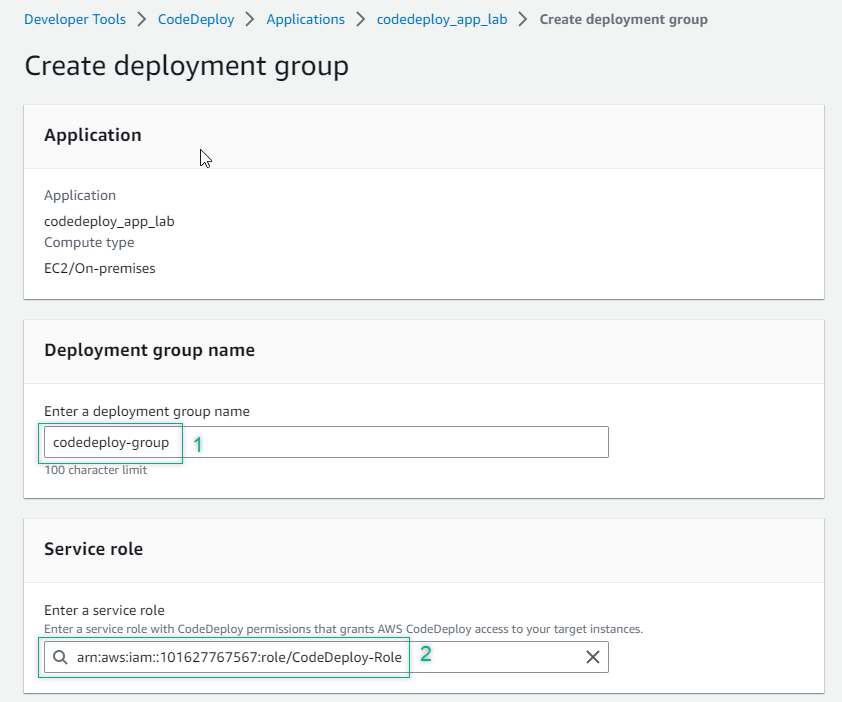 Developer Tools > CodeDeploy > Applications > codedeploy_app_lab > Create deployment group
Create deployment group
Application
Application
codedeploy_app_lab
Compute type
EC2/On-premises
Deployment group name
Enter a deployment group name
codedeploy-group 1
100 character limit
Service role
Enter a service role
Enter a service role with CodeDeploy permissions that grants AWS CodeDeploy access to your target instances.
arn:aws:iam::101627767567:role/CodeDeploy-Role 2